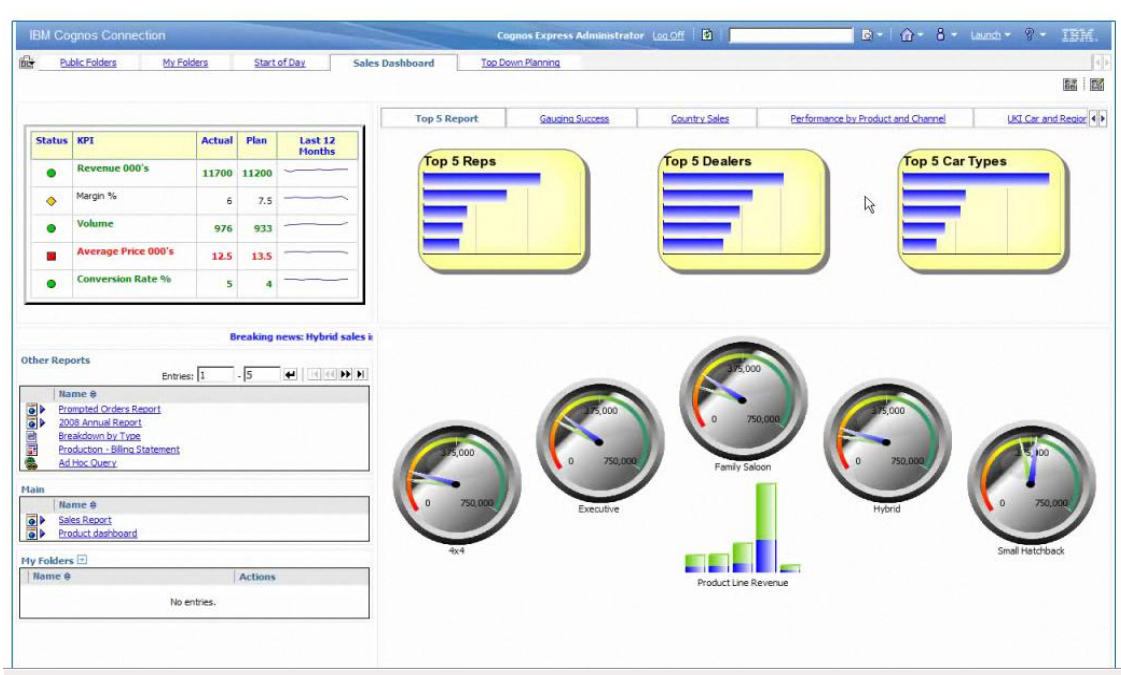 IBM Cognos Connection
Cognos Express Administrator Log Off
Launch
IBM.
Public Folders My Folders Start of Day Sales Dashboard Top Down Planning
Status KPI Actual Plan Last 12 Months
Revenue 000's 11700 11200
Margin % 6 7.5
Volume 976 933
Average Price 000's 12.5 13.5
Conversion Rate % 5 4
Top 5 Report Gauging Success Country Sales Performance by Product and Channel UKI Car and Region
Top 5 Reps
Top 5 Dealers
Top 5 Car Types
Breaking news: Hybrid sales i
Other Reports
Entries: 1 - 5
Name
Prompted Orders Report
2008 Annual Report
Breakdown by Type
Production - Billing Statement
Ad Hoc Query
Main
Name
Sales Report
Product dashboard
My Folders
Name Actions
No entries.
375,000
0 750,000
4x4
375,000
0 750,000
Executive
375,000
0 750,000
Family Saloon
375,000
0 750,000
Hybrid
0 750,000
Small Hatchback
Product Line Revenue